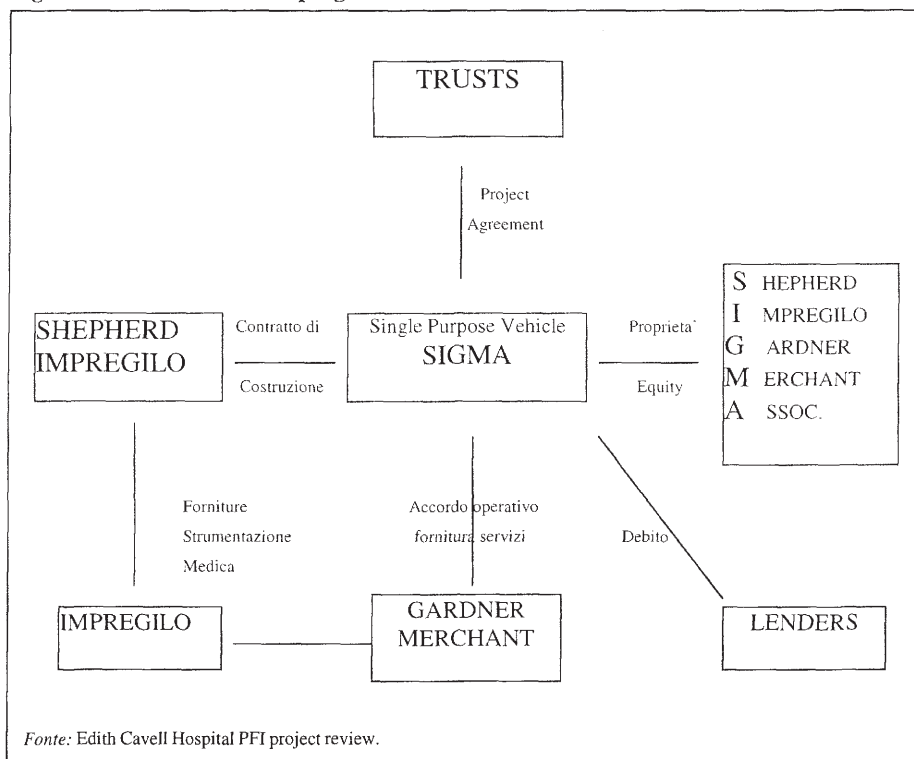 TRUSTS
Project
Agreement
SHEPHERD
IMPREGILO
Contratto di
Costruzione
Single Purpose Vehicle
SIGMA
Proprieta`
Equity
S HEPHERD
I MPREGILO
G ARDNER
M ERCHANT
A SSOC.
Forniture
Strumentazione
Medica
Accordo operativo
fornitura servizi
Debito
IMPREGILO
GARDNER
MERCHANT
LENDERS
Fonte: Edith Cavell Hospital PFI project review.